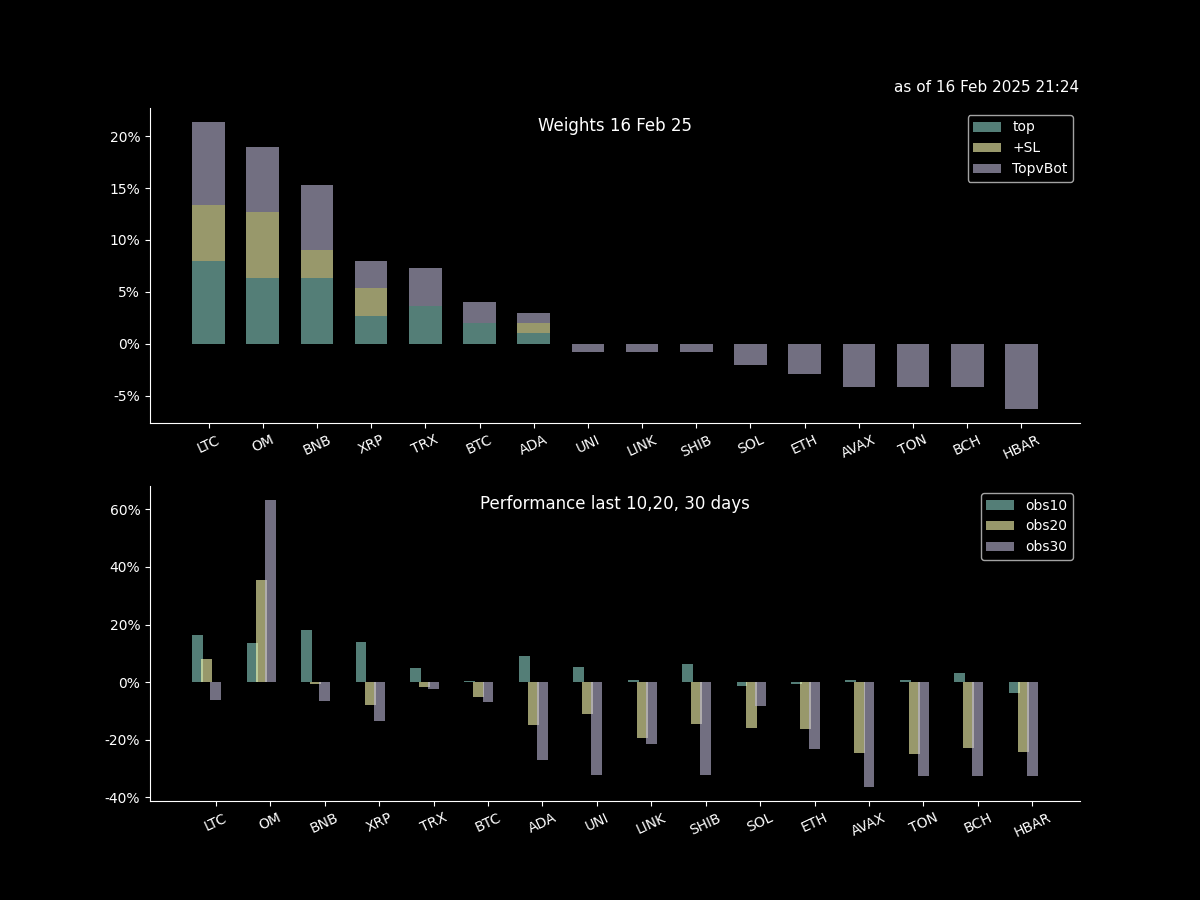 as of 16 Feb 2025 21:24
Weights 16 Feb 25
top
+SL
TopvBot
20%
15%
10%
5%
0%
-5%
LTC OM BNB XRP TRX BTC ADA UNI LINK SHIB SOL ETH AVAX TON BCH HBAR
Performance last 10,20, 30 days
obs10
obs20
obs30
60%
40%
20%
0%
-20%
-40%
LTC OM BNB XRP TRX BTC ADA UNI LINK SHIB SOL ETH AVAX TON BCH HBAR